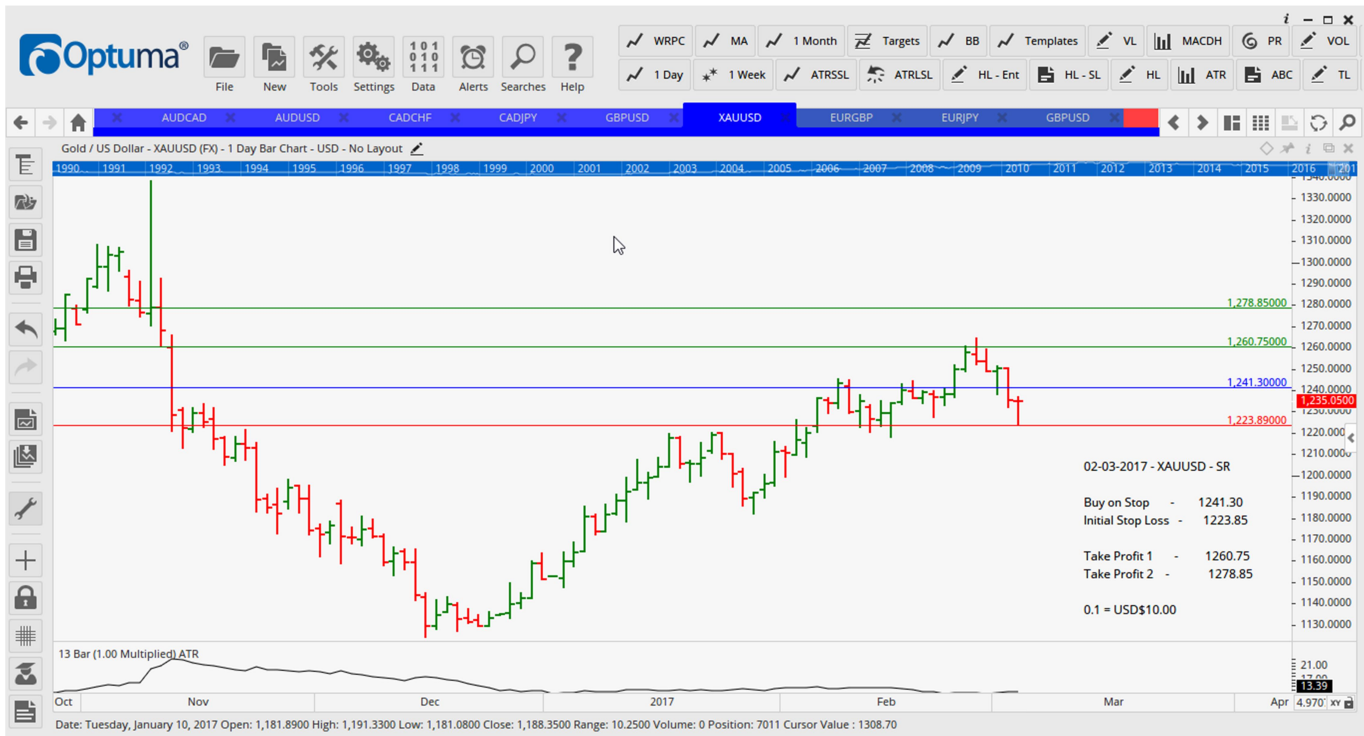 i
Optuma®
File New Tools Settings Data Alerts Searches Help
101
010
111
WRPC MA 1 Month Targets BB Templates VL MACDH PR VOL
1 Day 1 Week ATRSSL ATRLSL HL - Ent HL - SL HL ATR ABC TL
AUDCAD AUDUSD CADCHF CADJPY GBPUSD XAUUSD EURGBP EURJPY GBPUSD
Gold / US Dollar - XAUUSD (FX) - 1 Day Bar Chart - USD - No Layout
1990 1991 1992 1993 1994 1995 1996 1997 1998 1999 2000 2001 2002 2003 2004 2005 2006 2007 2008 2009 2010 2011 2012 2013 2014 2015 2016
1340.0000
1330.0000
1320.0000
1310.0000
1300.0000
1290.0000
1,278.85000
1280.0000
1270.0000
1,260.75000
1260.0000
1250.0000
1,241.30000
1240.0000
1,235.0500
1230.0000
1,223.89000
1220.0000
1210.0000
1200.0000
1190.0000
1180.0000
1170.0000
1160.0000
1150.0000
1140.0000
1130.0000
02-03-2017 - XAUUSD - SR
Buy on Stop - 1241.30
Initial Stop Loss - 1223.85
Take Profit 1 - 1260.75
Take Profit 2 - 1278.85
0.1 = USD$10.00
13 Bar (1.00 Multiplied) ATR
21.00
17.00
13.39
Oct Nov Dec 2017 Feb Mar Apr 4.970 XY
Date: Tuesday, January 10, 2017 Open: 1,181.8900 High: 1,191.3300 Low: 1,181.0800 Close: 1,188.3500 Range: 10.2500 Volume: 0 Position: 7011 Cursor Value : 1308.70